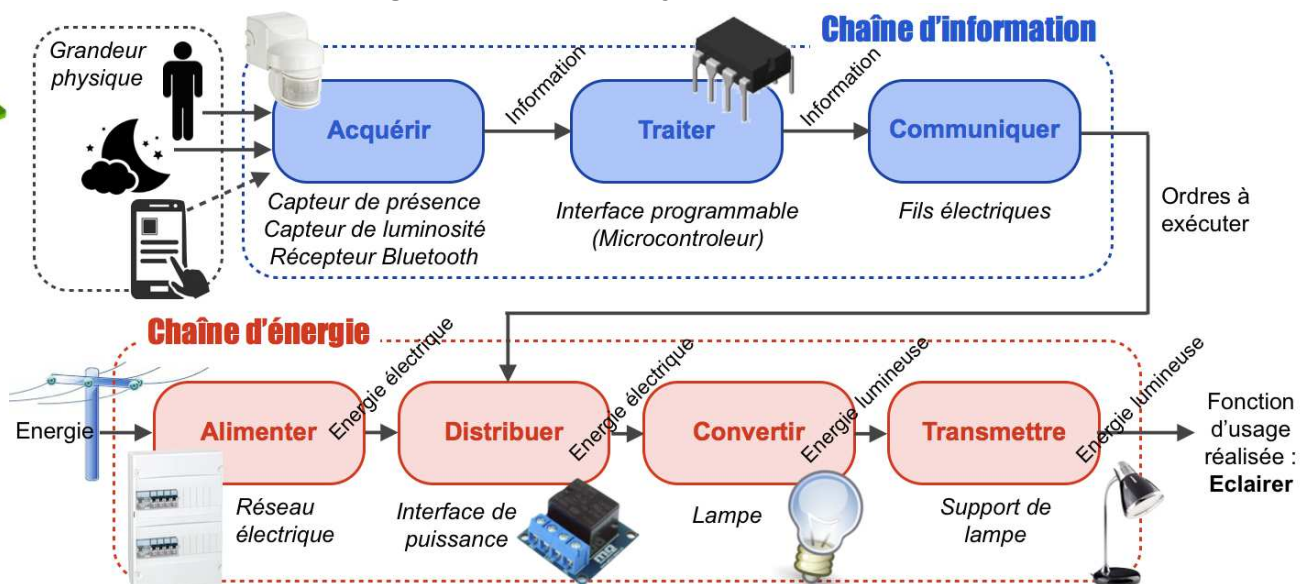 Chaîne d'information
Grandeur
physique
Information
Information
Acquérir
Traiter
Communiquer
Capteur de présence
Capteur de luminosité
Récepteur Bluetooth
Interface programmable
(Microcontroleur)
Fils électriques
Ordres à
exécuter
Chaîne d'énergie
Energie électrique
Energie électrique
Energie lumineuse
Energie lumineuse
Energie
Alimenter
Distribuer
Convertir
Transmettre
Fonction
d'usage
réalisée :
Eclairer
Réseau
électrique
Interface de
puissance
Lampe
Support de
lampe